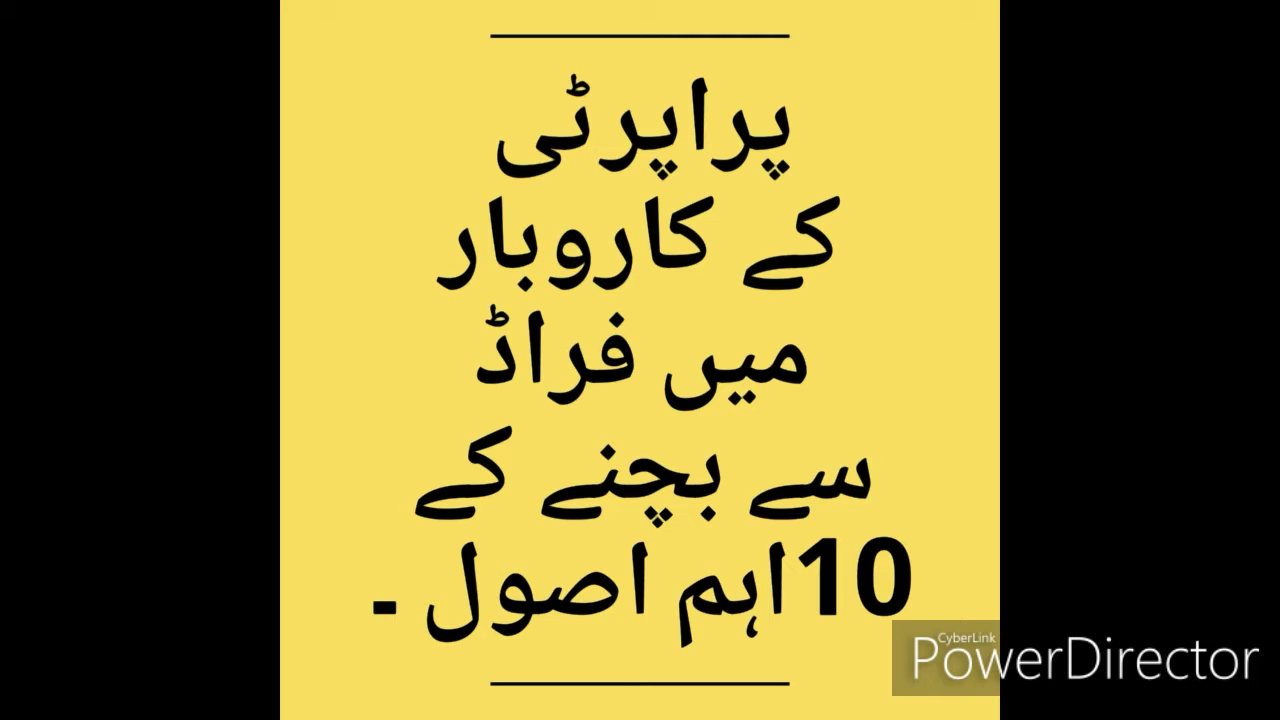 پراپرٹی
کے کاروبار
میں فراڈ
سے بچنے کے
10اہم اصول ۔
CyberLink
PowerDirector